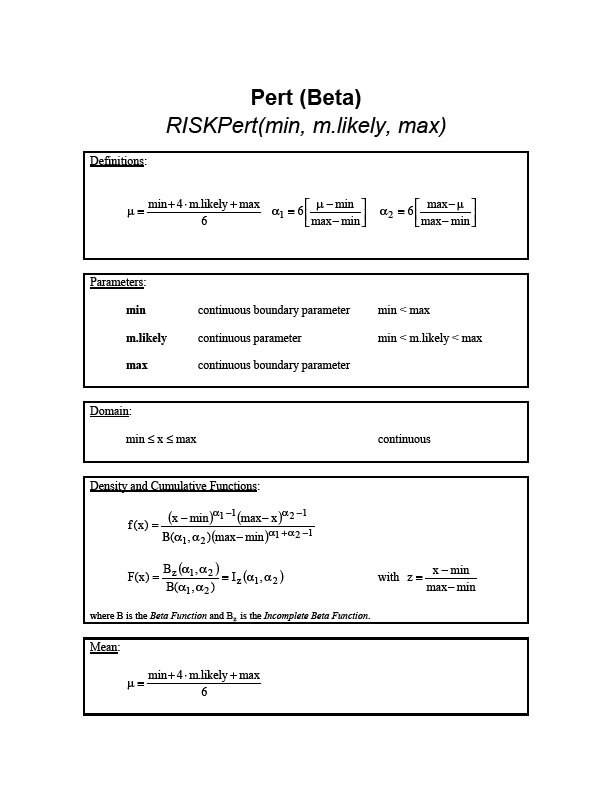 Pert (Beta)
RISKPert(min, m.likely, max)
Definitions:
μ = (min + 4 · m.likely + max) / 6   α₁ = 6[(μ − min) / (max − min)]   α₂ = 6[(max − μ) / (max − min)]
Parameters:
min continuous boundary parameter min < max
m.likely continuous parameter min < m.likely < max
max continuous boundary parameter
Domain:
min ≤ x ≤ max continuous
Density and Cumulative Functions:
f(x) = (x − min)^(α₁−1) (max − x)^(α₂−1) / (B(α₁, α₂)(max − min)^(α₁+α₂−1))
F(x) = B_z(α₁, α₂) / B(α₁, α₂) = I_z(α₁, α₂) with z = (x − min) / (max − min)
where B is the Beta Function and B_z is the Incomplete Beta Function.
Mean:
μ = (min + 4 · m.likely + max) / 6